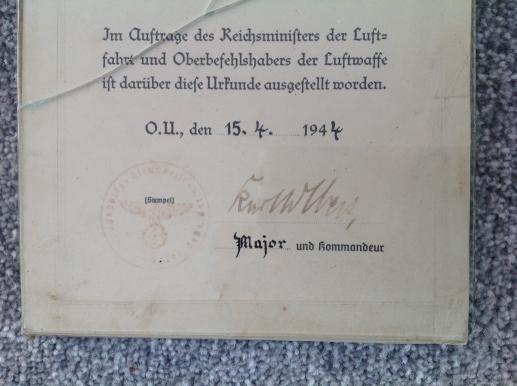 Im Auftrage des Reichsministers der Luft=
fahrt und Oberbefehlshabers der Luftwaffe
ist darüber diese Urkunde ausgestellt worden.
O.U., den 15. 4. 1944
(Stempel)
Major und Kommandeur